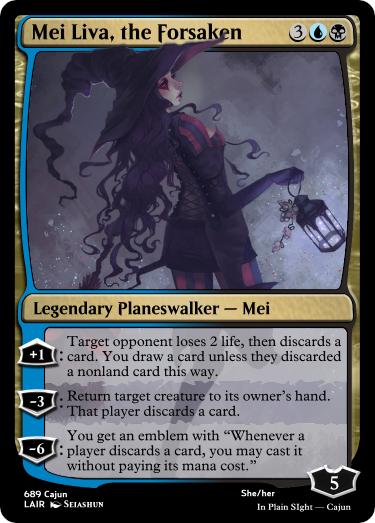 Mei Liva, the Forsaken 3
Legendary Planeswalker — Mei
+1: Target opponent loses 2 life, then discards a
card. You draw a card unless they discarded
a nonland card this way.
-3: Return target creature to its owner's hand.
That player discards a card.
-6: You get an emblem with “Whenever a
player discards a card, you may cast it
without paying its mana cost.”
5
689 Cajun She/her
LAIR SEIASHUN In Plain SIght — Cajun